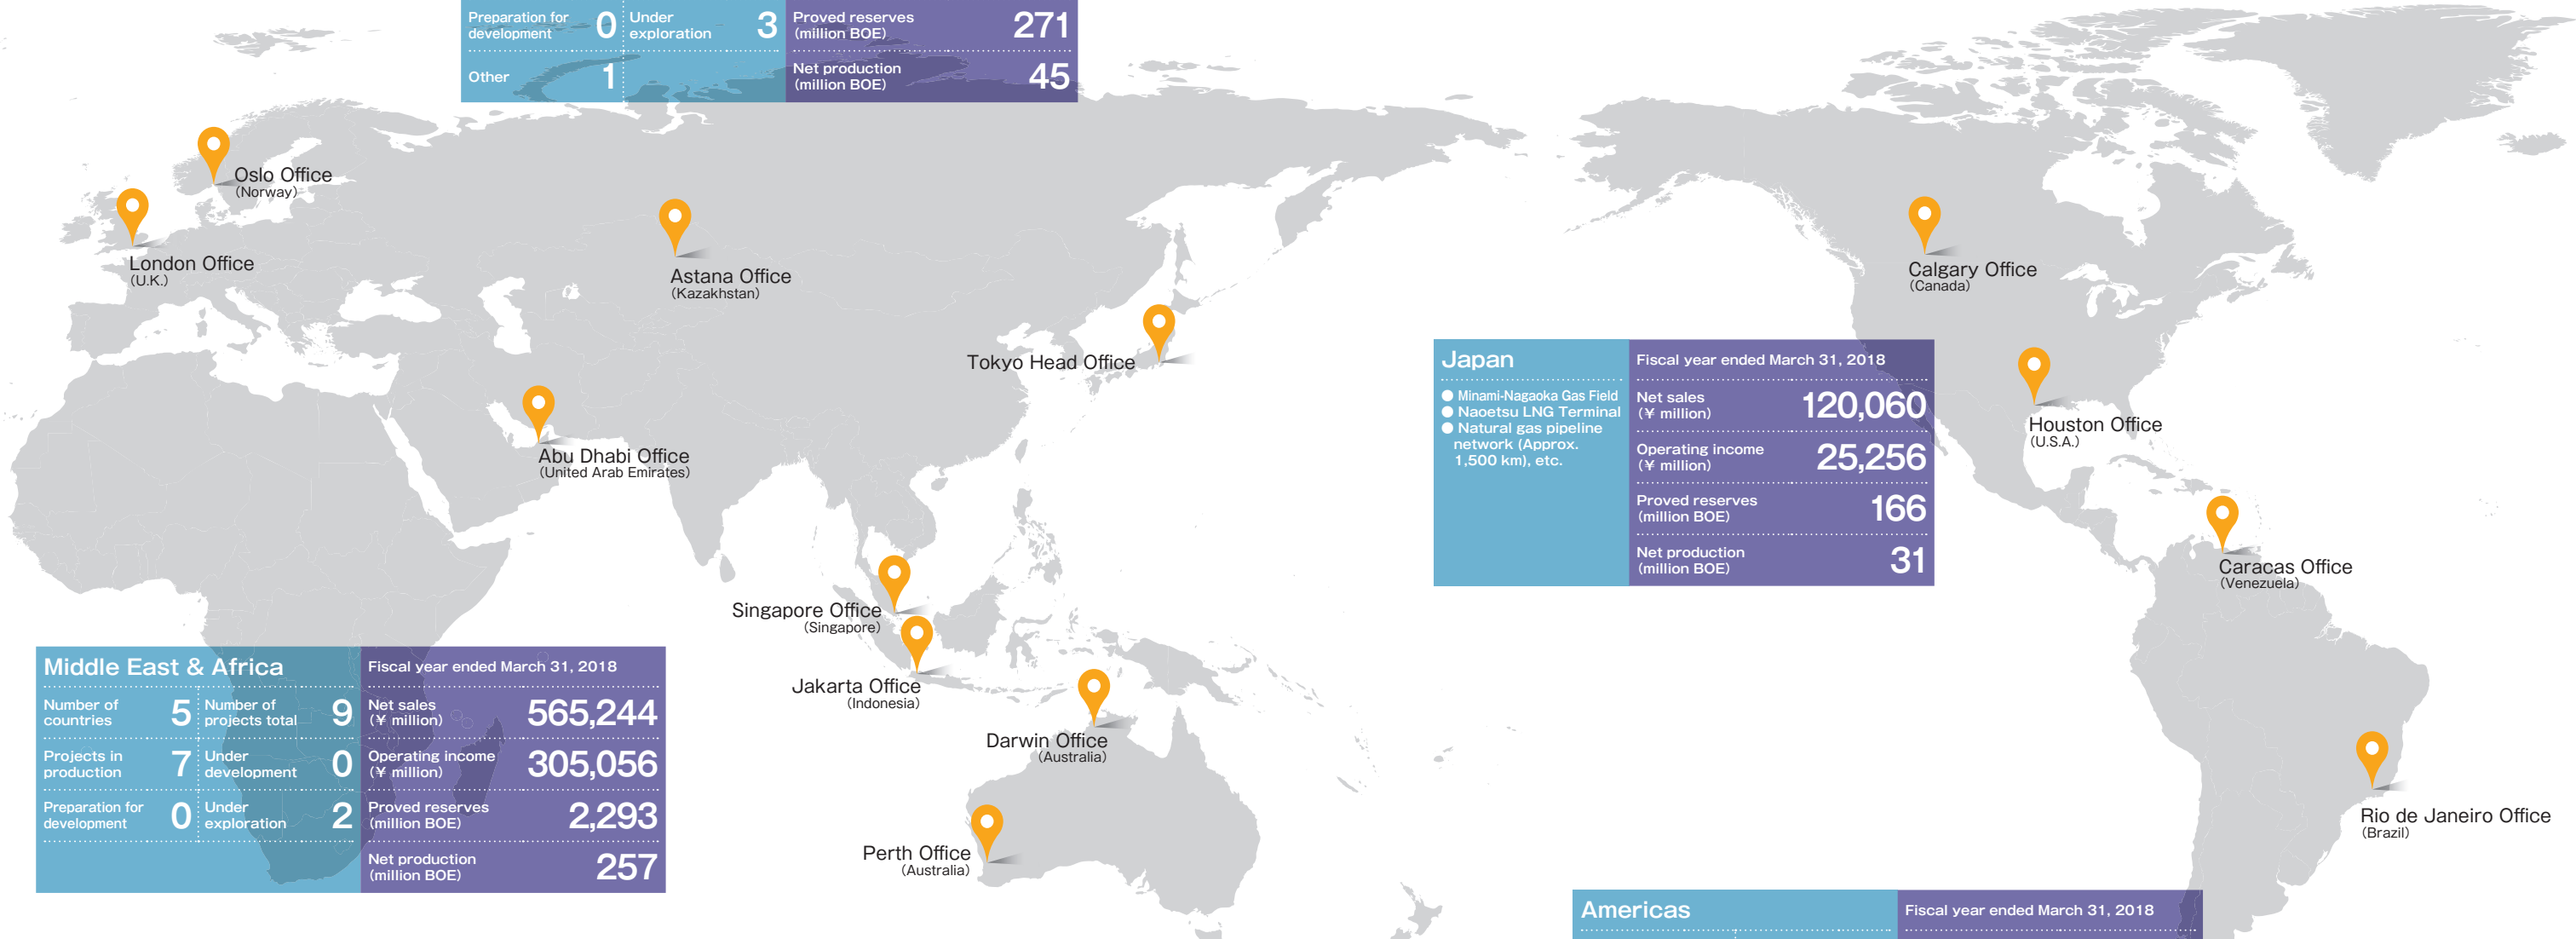 Preparation for
development
0
Under
exploration
3
Proved reserves
(million BOE)
271
Other
1
Net production
(million BOE)
45
Oslo Office
(Norway)
London Office
(U.K.)
Astana Office
(Kazakhstan)
Calgary Office
(Canada)
Tokyo Head Office
Abu Dhabi Office
(United Arab Emirates)
Houston Office
(U.S.A.)
Japan
● Minami-Nagaoka Gas Field
● Naoetsu LNG Terminal
● Natural gas pipeline
network (Approx.
1,500 km), etc.
Fiscal year ended March 31, 2018
Net sales
(¥ million)
120,060
Operating income
(¥ million)
25,256
Proved reserves
(million BOE)
166
Net production
(million BOE)
31
Caracas Office
(Venezuela)
Singapore Office
(Singapore)
Jakarta Office
(Indonesia)
Darwin Office
(Australia)
Perth Office
(Australia)
Rio de Janeiro Office
(Brazil)
Middle East & Africa
Fiscal year ended March 31, 2018
Number of
countries
5
Number of
projects total
9
Net sales
(¥ million)
565,244
Projects in
production
7
Under
development
0
Operating income
(¥ million)
305,056
Preparation for
development
0
Under
exploration
2
Proved reserves
(million BOE)
2,293
Net production
(million BOE)
257
Americas
Fiscal year ended March 31, 2018